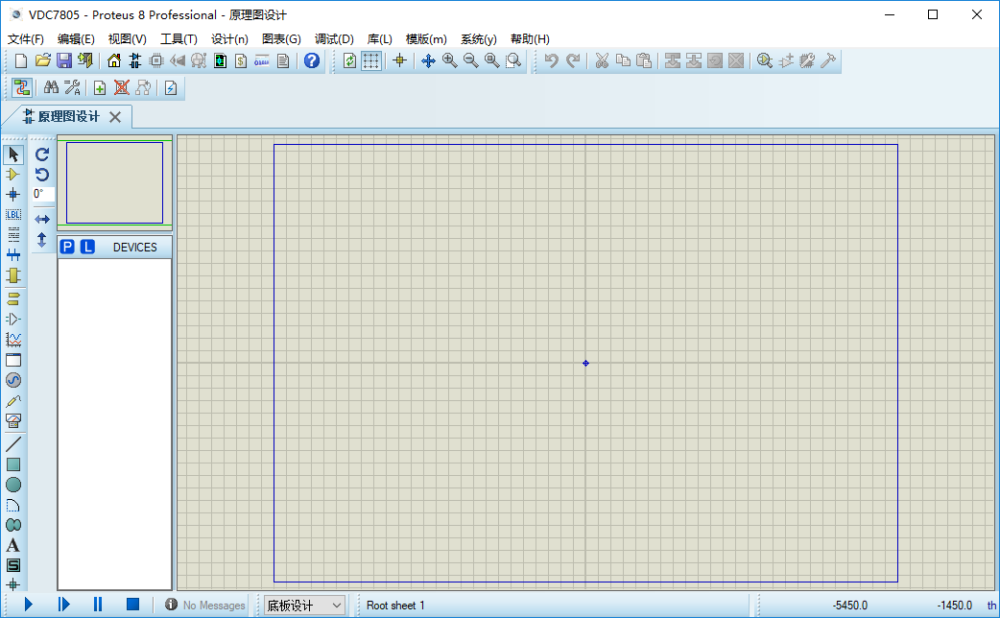 VDC7805 - Proteus 8 Professional - 原理图设计
文件(F) 编辑(E) 视图(V) 工具(T) 设计(n) 图表(G) 调试(D) 库(L) 模版(m) 系统(y) 帮助(H)
原理图设计
0°
LBL
P L DEVICES
A
S
No Messages 底板设计 Root sheet 1 -5450.0 -1450.0 th